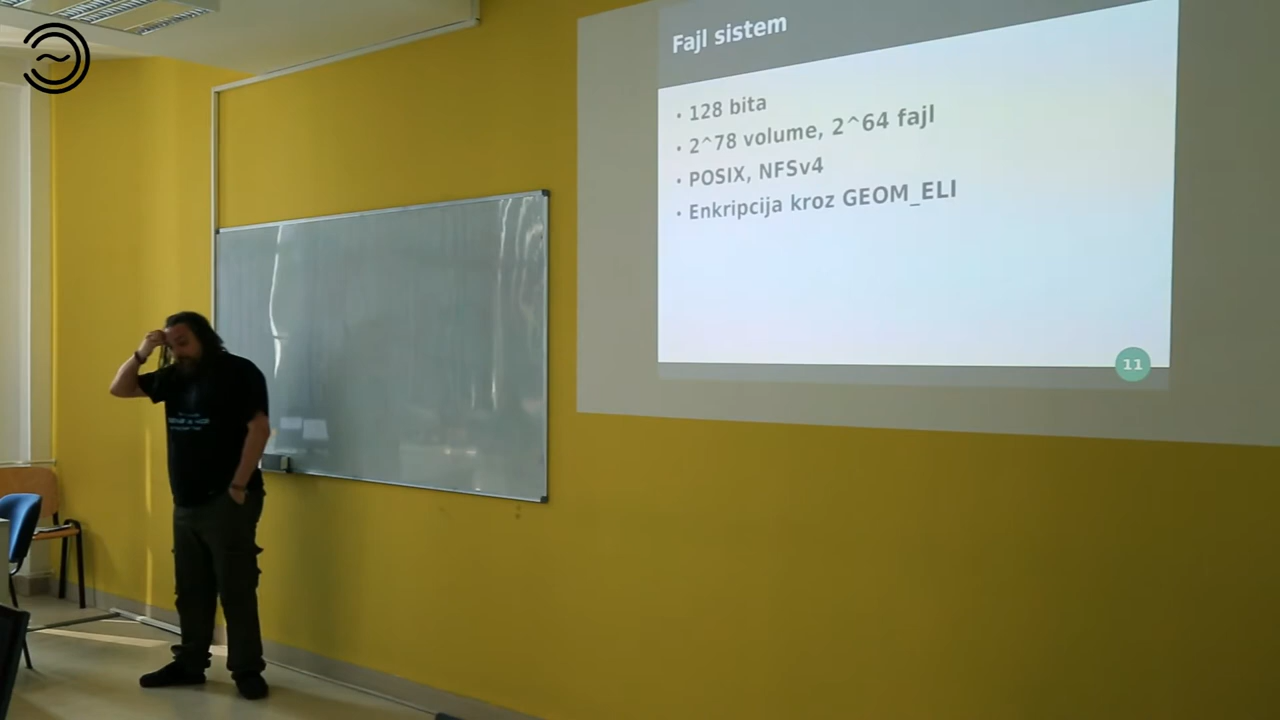 Fajl sistem
• 128 bita
• 2^78 volume, 2^64 fajl
• POSIX, NFSv4
• Enkripcija kroz GEOM_ELI
11